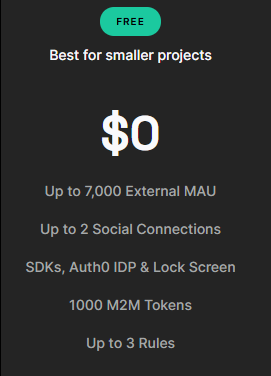 FREE
Best for smaller projects
$0
Up to 7,000 External MAU
Up to 2 Social Connections
SDKs, Auth0 IDP & Lock Screen
1000 M2M Tokens
Up to 3 Rules